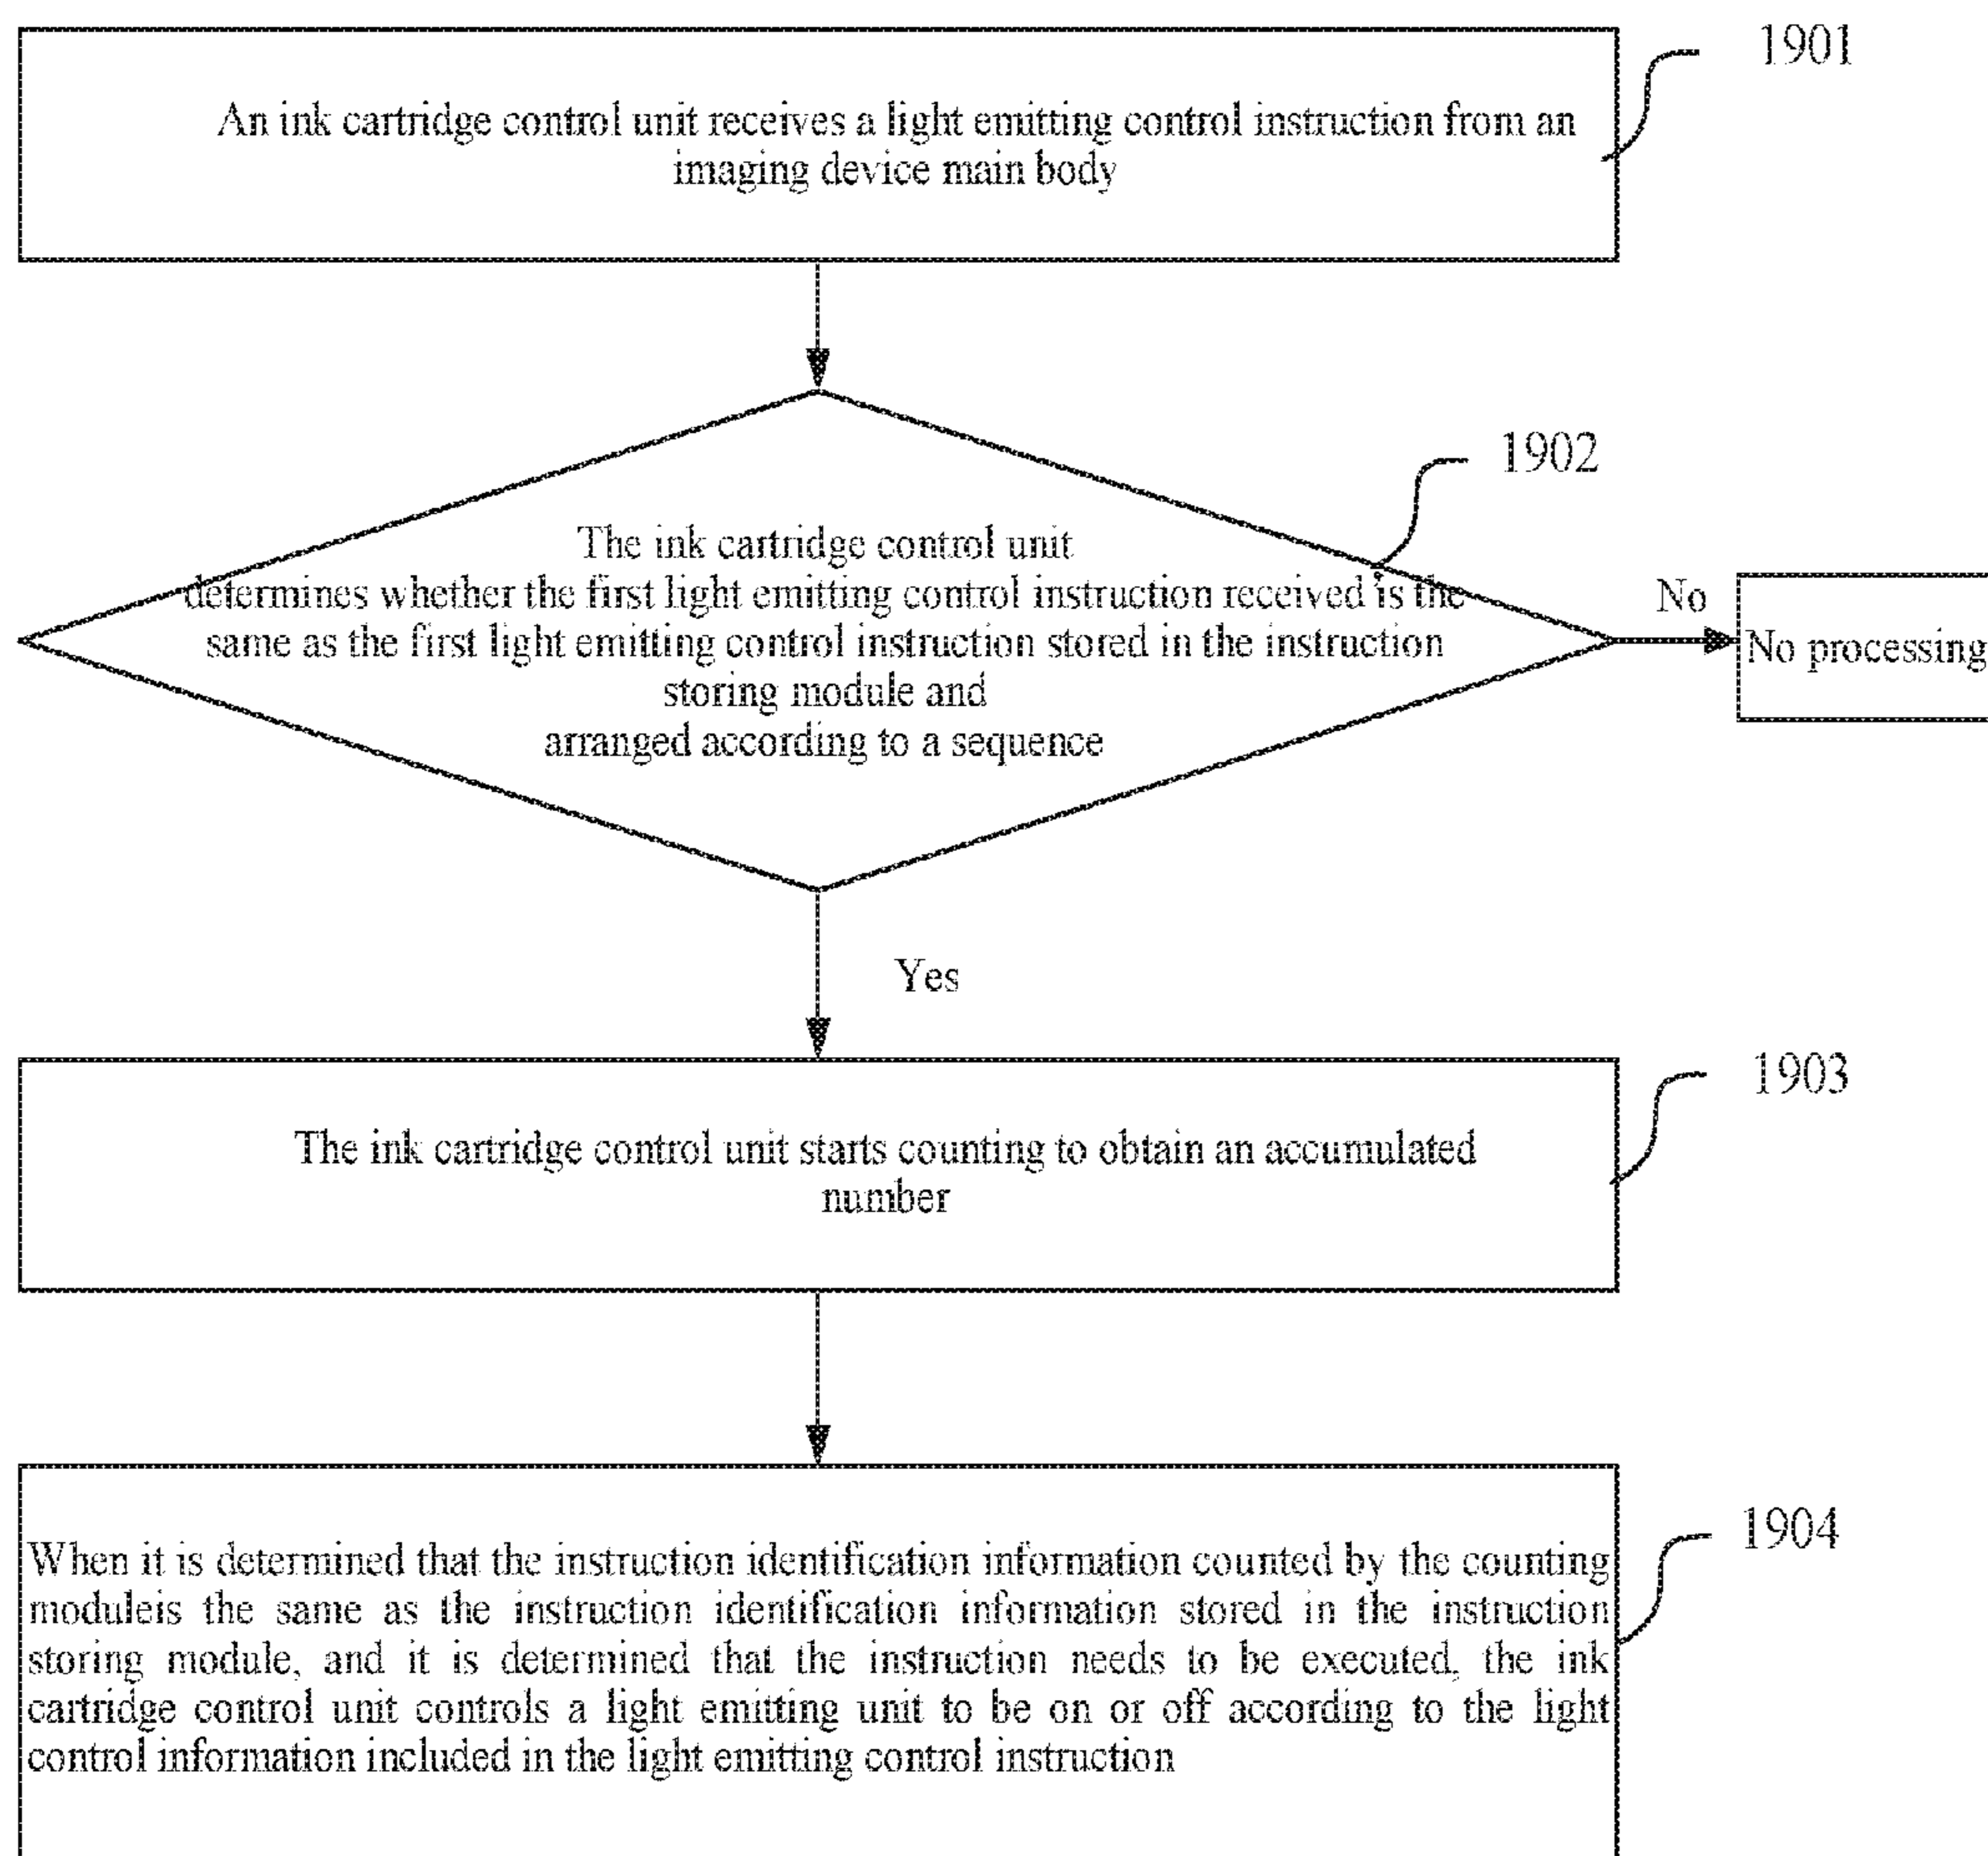 1901
An ink cartridge control unit receives a light emitting control instruction from an
imaging device main body
1902
The ink cartridge control unit
determines whether the first light emitting control instruction received is the
same as the first light emitting control instruction stored in the instruction
storing module and
arranged according to a sequence
No
No processing
Yes
1903
The ink cartridge control unit starts counting to obtain an accumulated
number
1904
When it is determined that the instruction identification information counted by the counting
moduleis the same as the instruction identification information stored in the instruction
storing module, and it is determined that the instruction needs to be executed, the ink
cartridge control unit controls a light emitting unit to be on or off according to the light
control information included in the light emitting control instruction